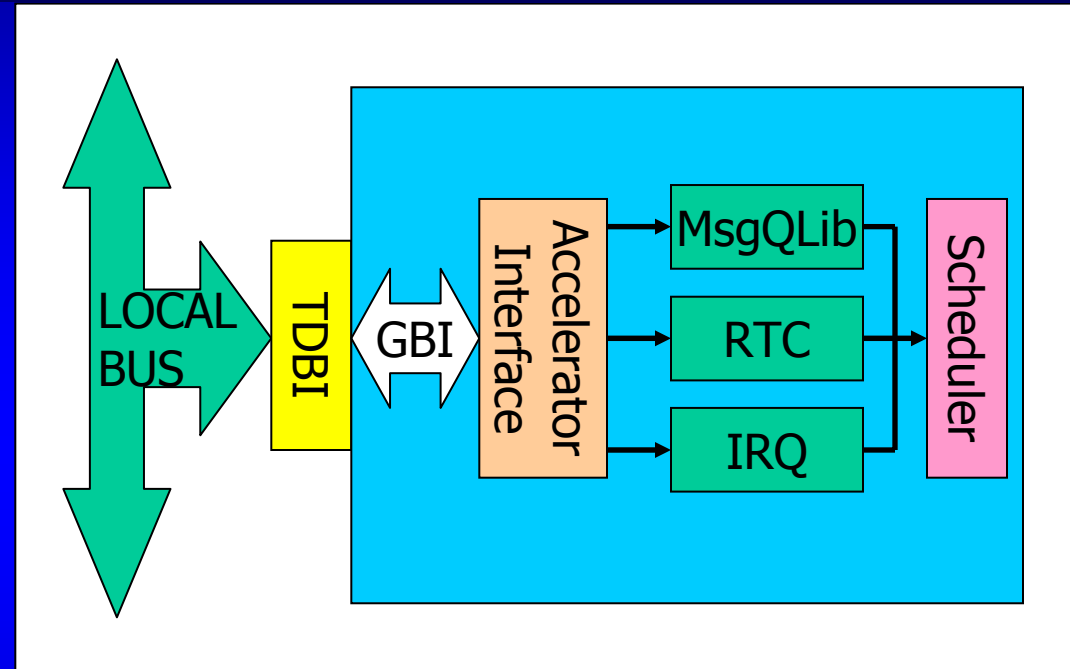 LOCAL
BUS
TDBI
GBI
Accelerator
Interface
MsgQLib
RTC
IRQ
Scheduler